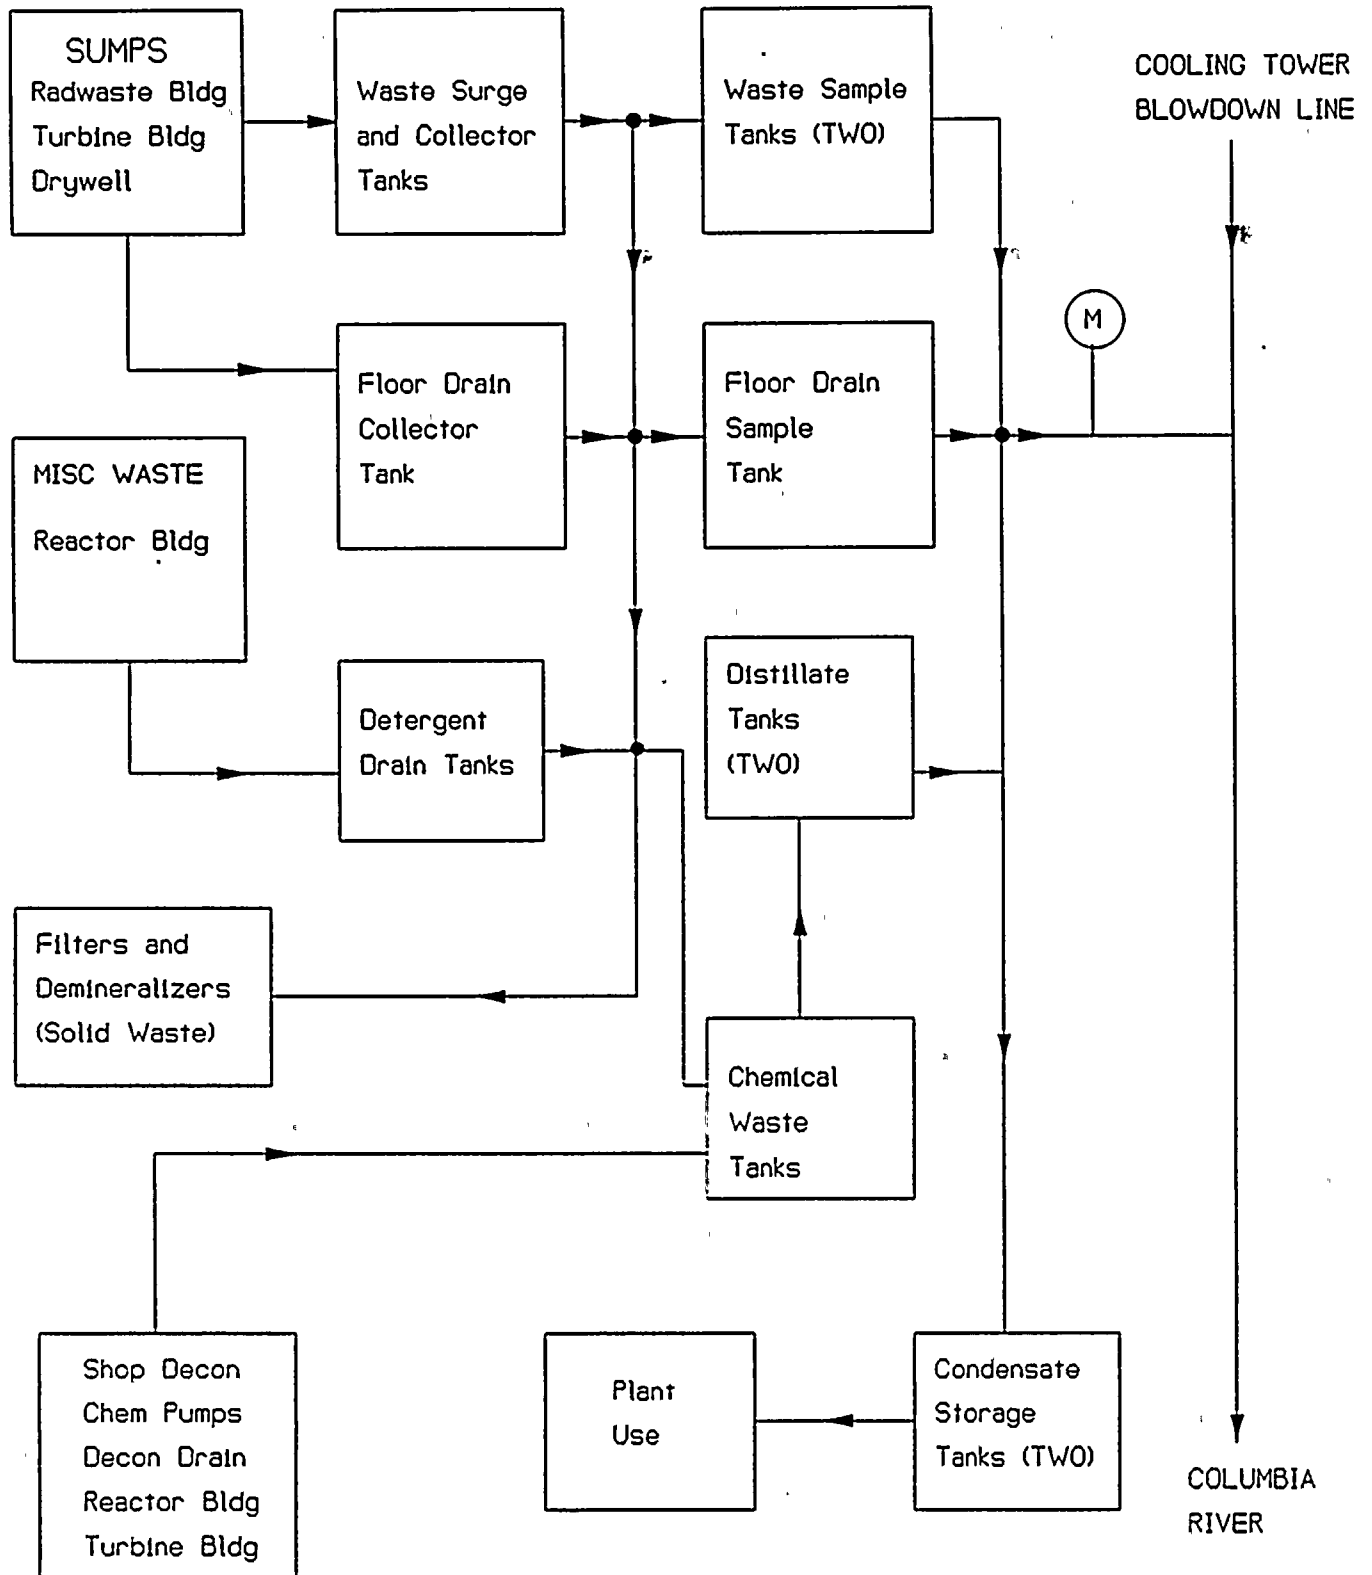 SUMPS
Radwaste Bldg
Turbine Bldg
Drywell
Waste Surge
and Collector
Tanks
Waste Sample
Tanks (TWO)
COOLING TOWER
BLOWDOWN LINE
M
Floor Drain
Collector
Tank
Floor Drain
Sample
Tank
MISC WASTE
Reactor Bldg
Detergent
Drain Tanks
Distillate
Tanks
(TWO)
Filters and
Demineralizers
(Solid Waste)
Chemical
Waste
Tanks
Shop Decon
Chem Pumps
Decon Drain
Reactor Bldg
Turbine Bldg
Plant
Use
Condensate
Storage
Tanks (TWO)
COLUMBIA
RIVER